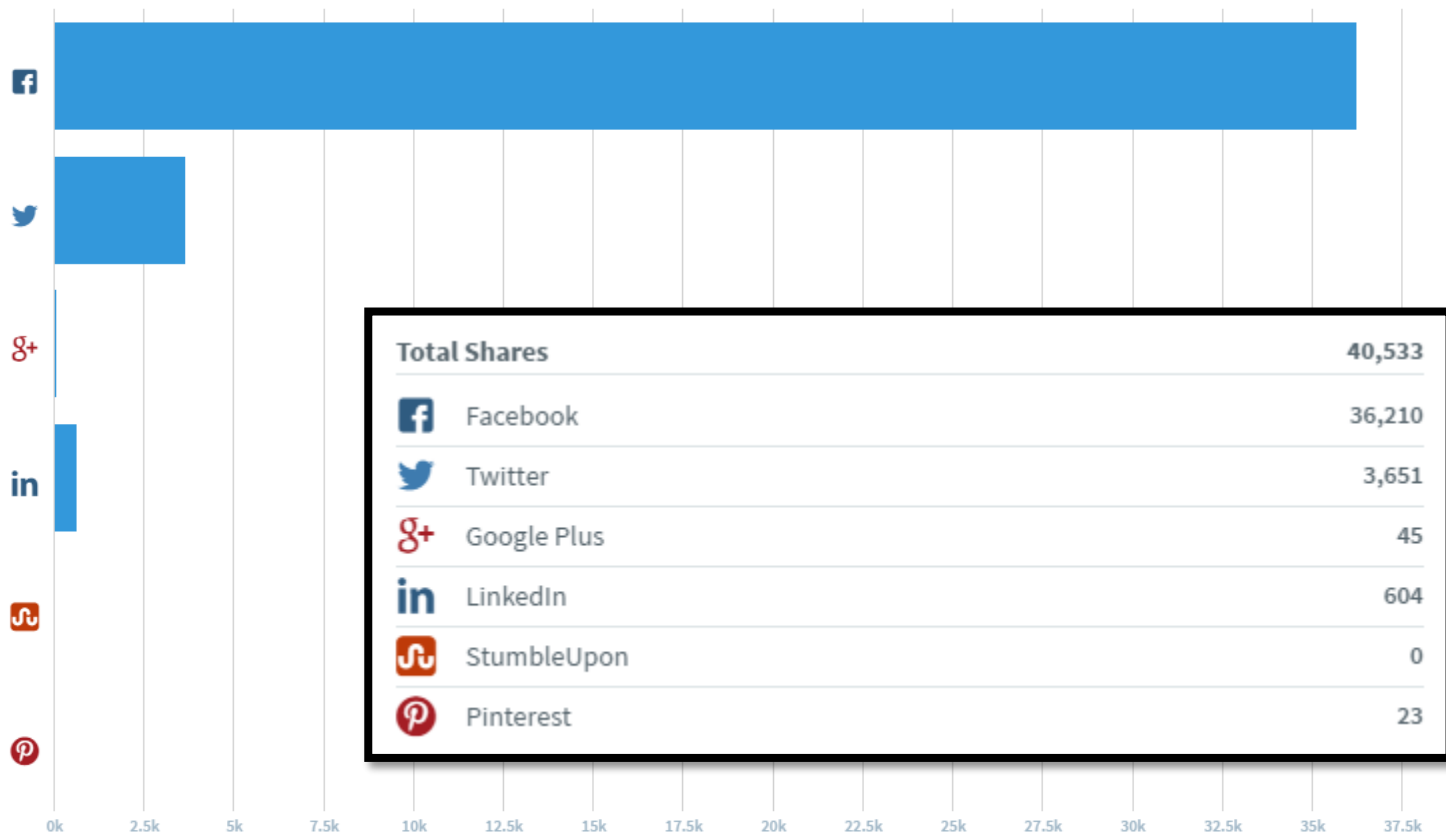 Total Shares 40,533
Facebook 36,210
Twitter 3,651
g+ Google Plus 45
in LinkedIn 604
StumbleUpon 0
Pinterest 23
g+
in
0k 2.5k 5k 7.5k 10k 12.5k 15k 17.5k 20k 22.5k 25k 27.5k 30k 32.5k 35k 37.5k